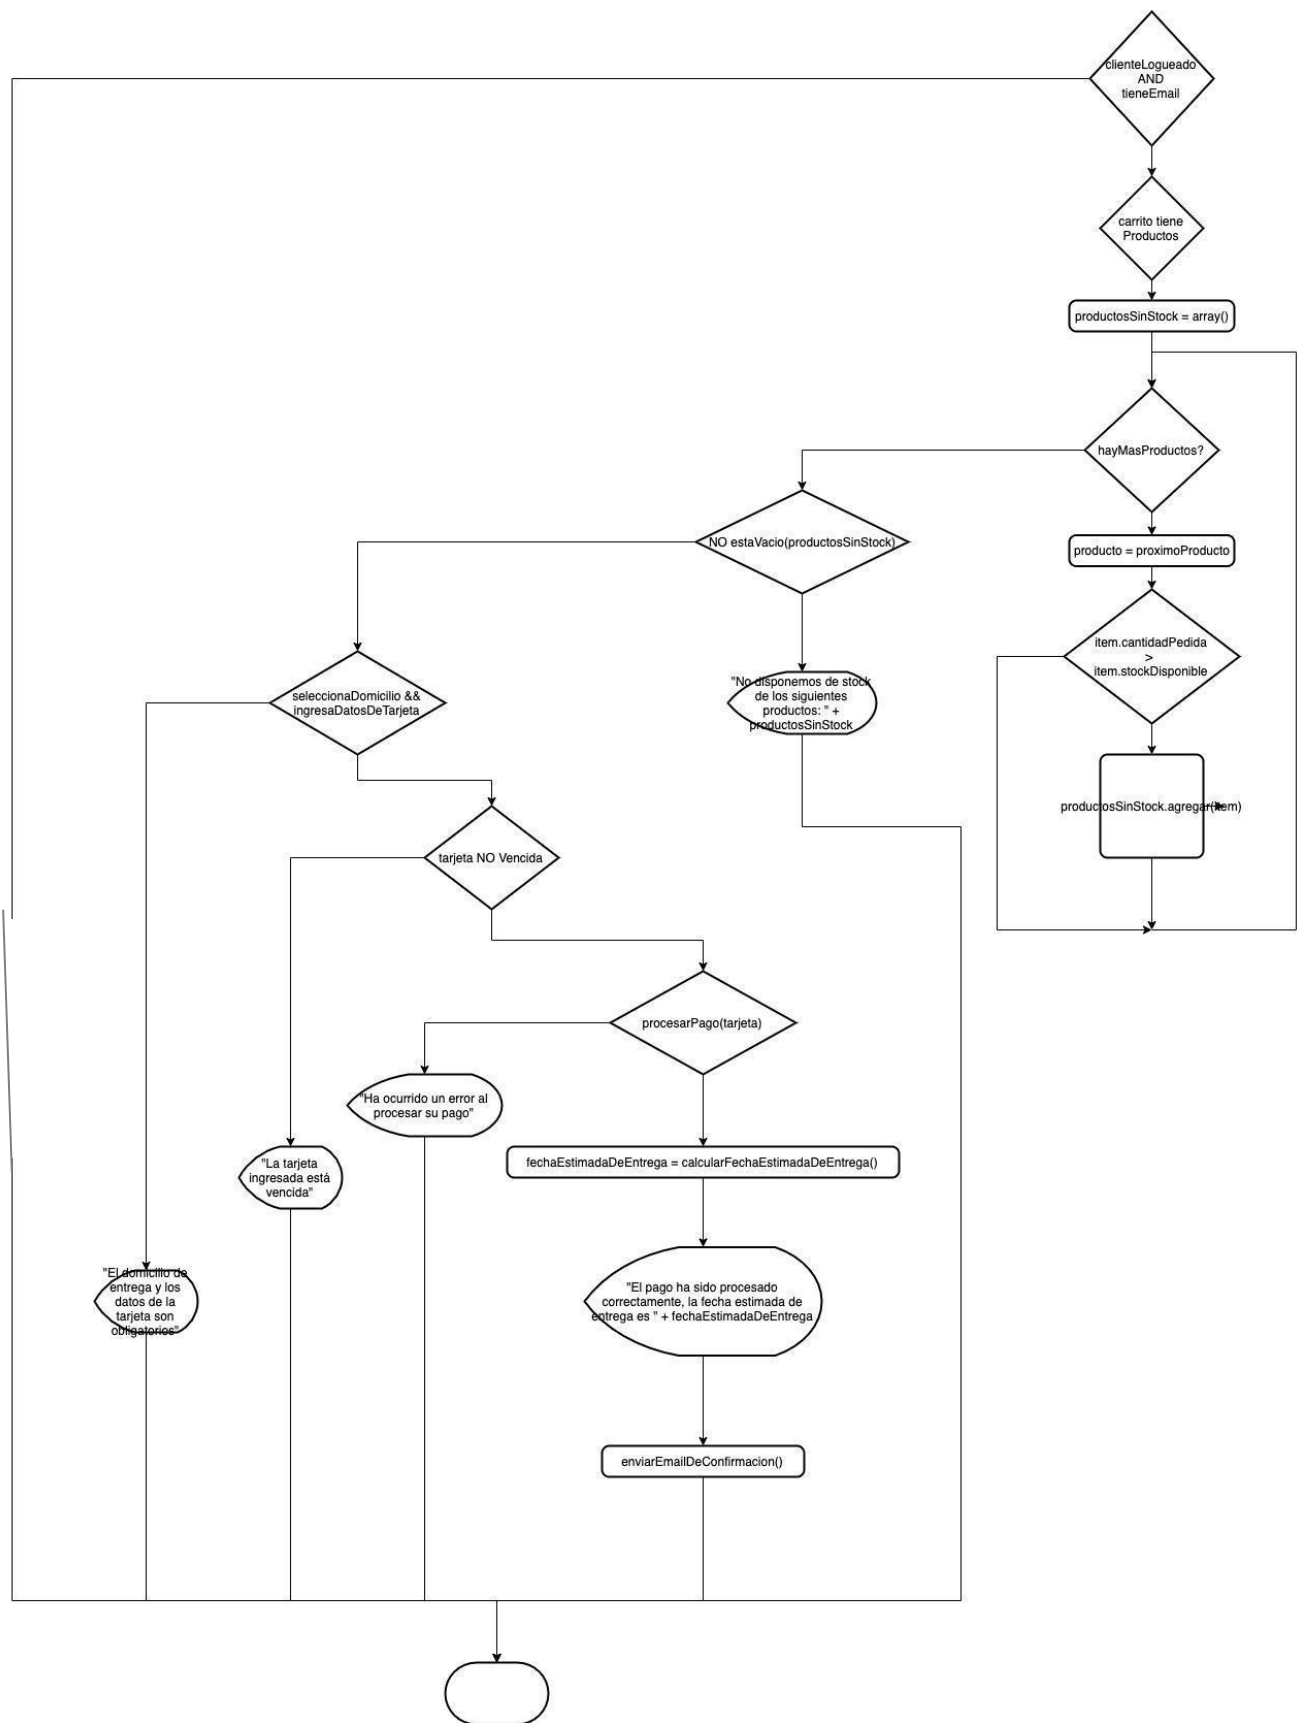 clienteLogueado
AND
tieneEmail
carrito tiene
Productos
productosSinStock = array()
hayMasProductos?
NO estaVacio(productosSinStock)
producto = proximoProducto
item.cantidadPedida
>
item.stockDisponible
"No disponemos de stock
de los siguientes
productos: " +
productosSinStock
seleccionaDomicilio &&
ingresaDatosDeTarjeta
productosSinStock.agregar(item)
tarjeta NO Vencida
procesarPago(tarjeta)
"Ha ocurrido un error al
procesar su pago"
"La tarjeta
ingresada está
vencida"
fechaEstimadaDeEntrega = calcularFechaEstimadaDeEntrega()
"El domicilio de
entrega y los
datos de la
tarjeta son
obligatorios"
"El pago ha sido procesado
correctamente, la fecha estimada de
entrega es " + fechaEstimadaDeEntrega
enviarEmailDeConfirmacion()